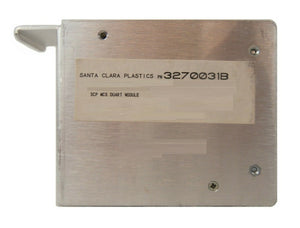 SANTA CLARA PLASTICS PN 3270031B
SCP MCS DUART MODULE